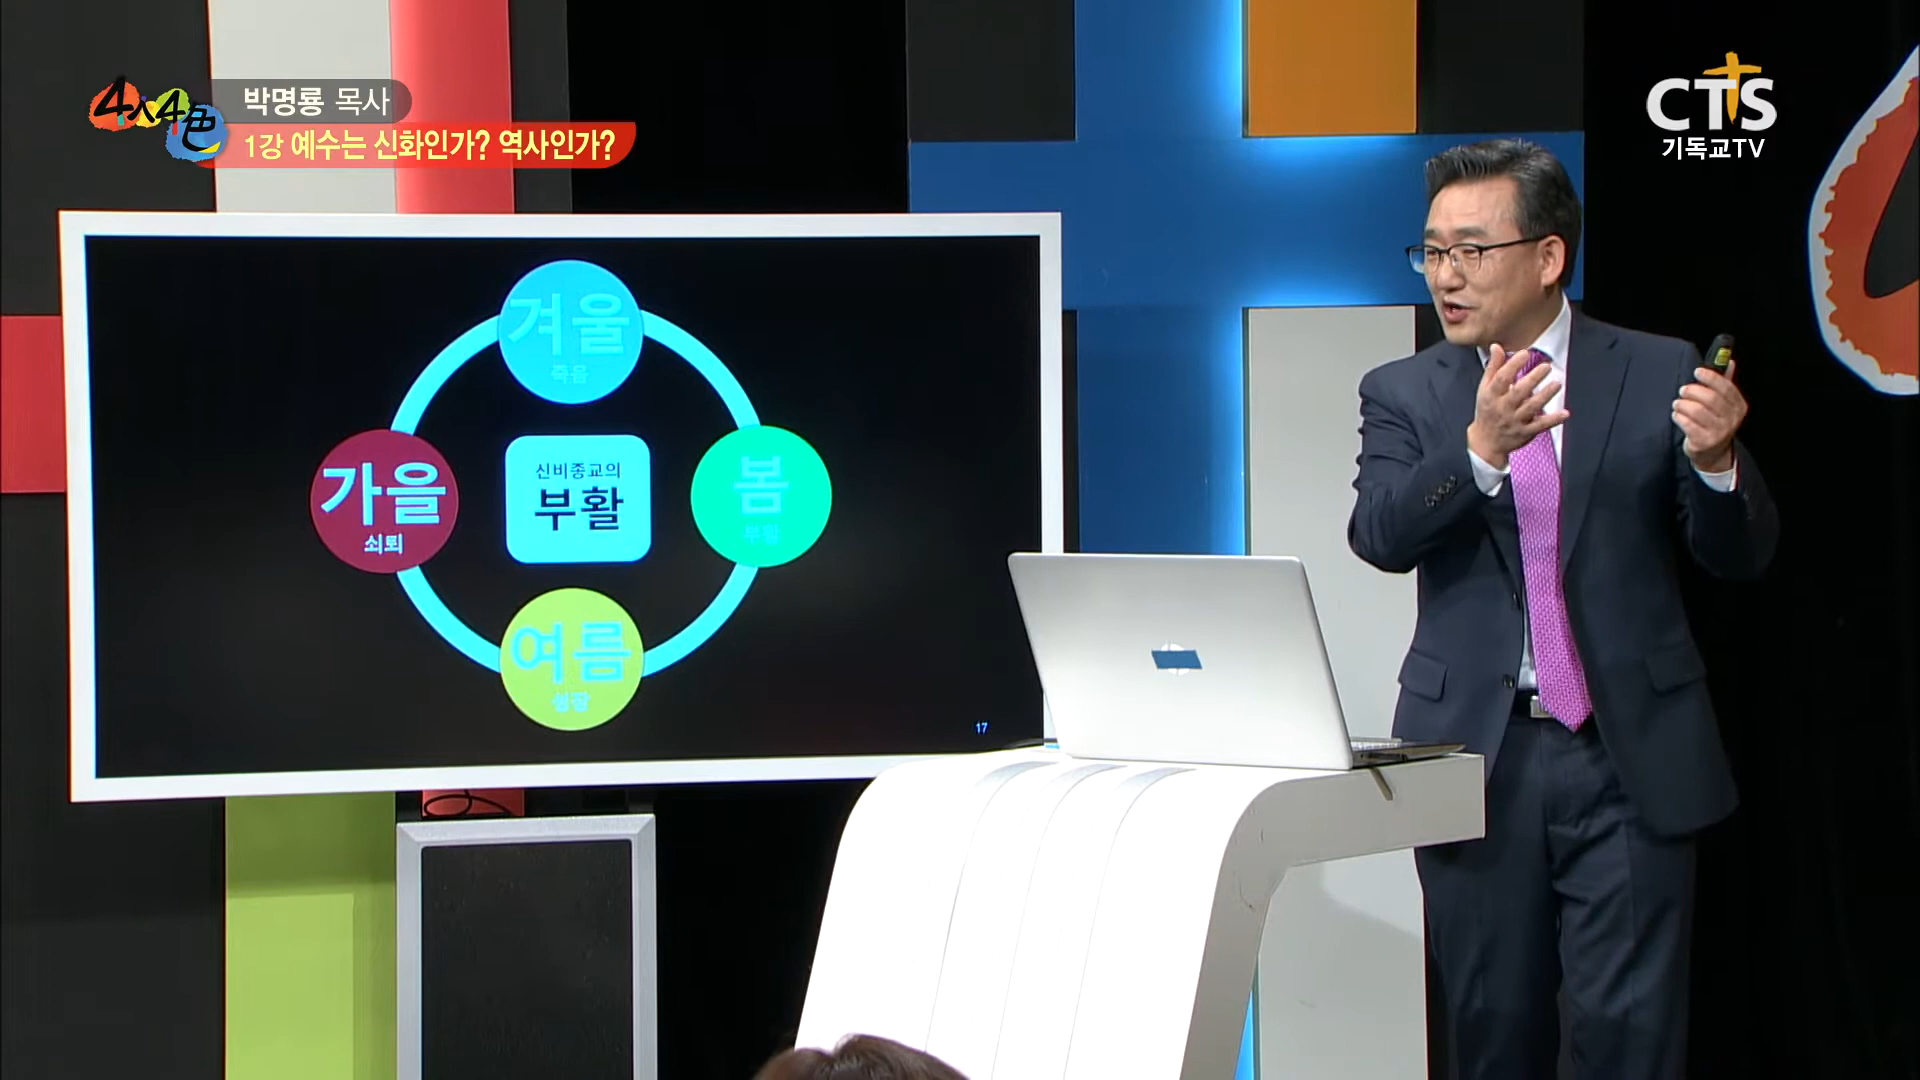 4人4色
박명룡 목사
1강 예수는 신화인가? 역사인가?
CTS
기독교TV
겨울
죽음
가을
쇠퇴
신비종교의
부활
봄
부활
여름
성장
17